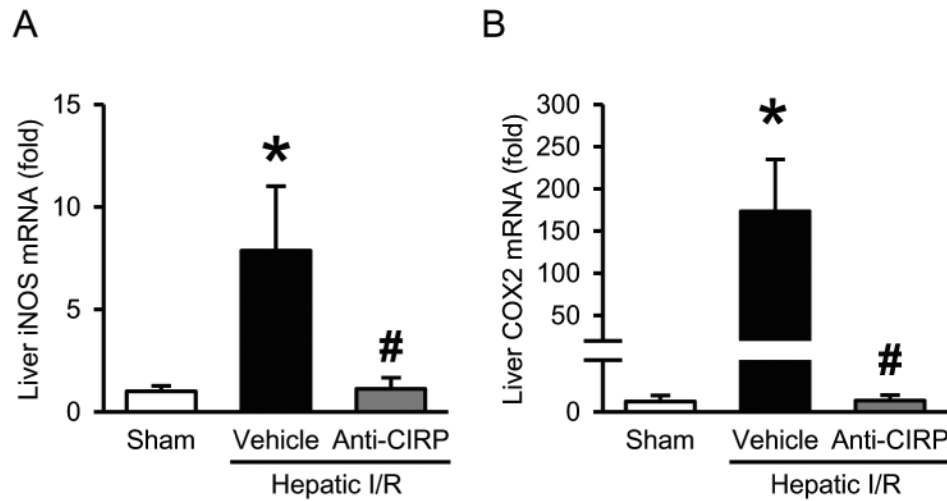 A
Liver iNOS mRNA (fold)
15
10
5
0
*
#
Sham Vehicle Anti-CIRP
Hepatic I/R
B
Liver COX2 mRNA (fold)
300
250
200
150
100
50
0
*
#
Sham Vehicle Anti-CIRP
Hepatic I/R